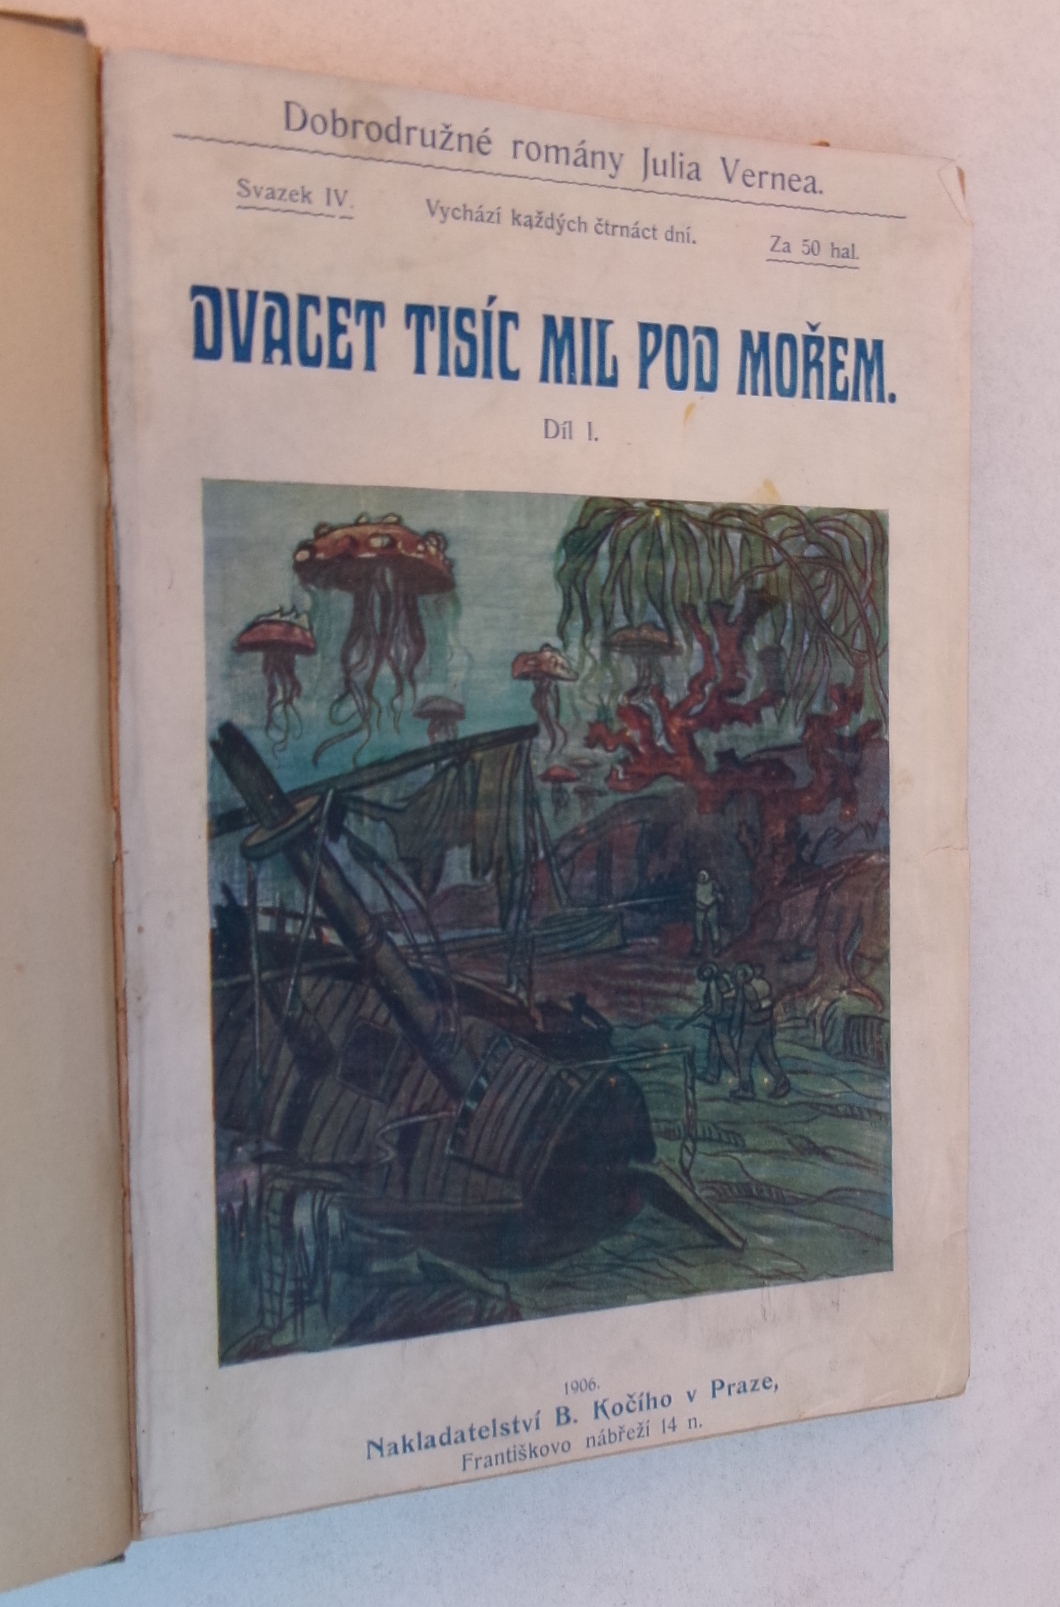 Dobrodružné romány Julia Vernea.
Svazek IV. Vychází každých čtrnáct dní. Za 50 hal.
DVACET TISÍC MIL POD MOŘEM.
Díl I.
1906.
Nakladatelství B. Kočího v Praze,
Františkovo nábřeží 14 n.